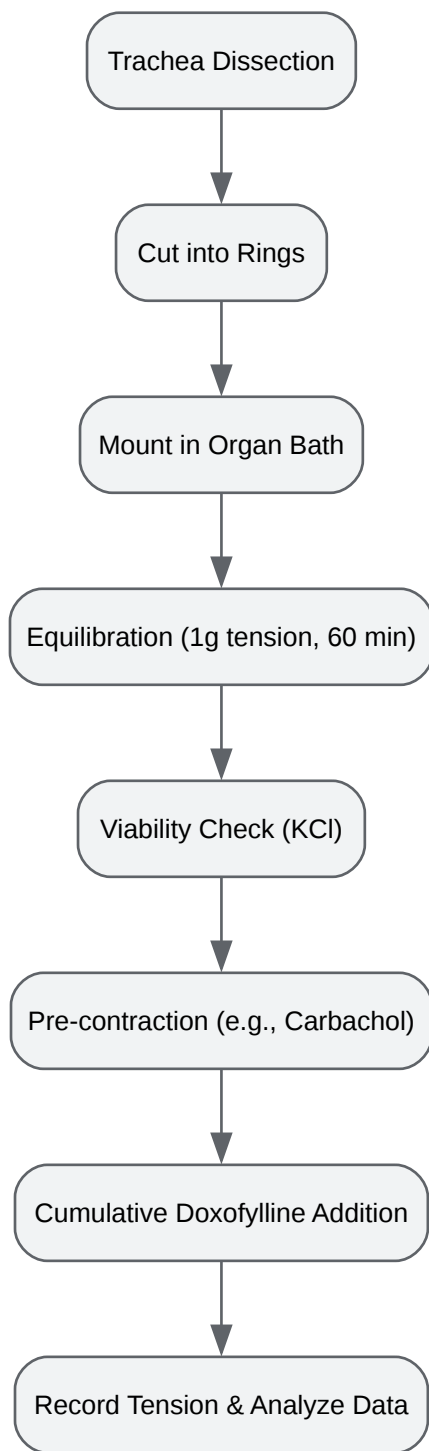 Trachea Dissection
Cut into Rings
Mount in Organ Bath
Equilibration (1g tension, 60 min)
Viability Check (KCl)
Pre-contraction (e.g., Carbachol)
Cumulative Doxofylline Addition
Record Tension & Analyze Data